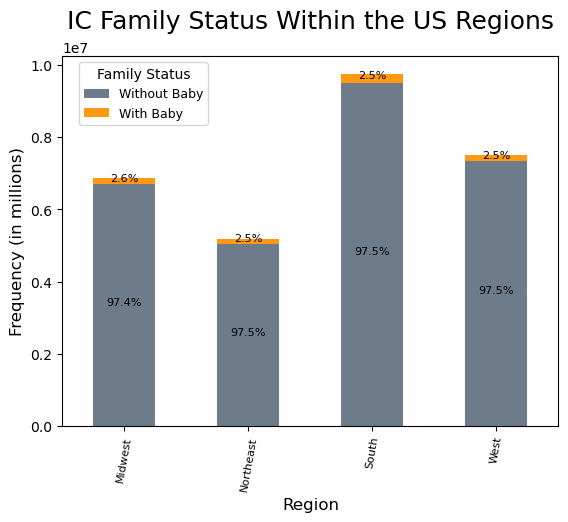 IC Family Status Within the US Regions
1e7
Family Status
Without Baby
With Baby
Frequency (in millions)
1.0
0.8
0.6
0.4
0.2
0.0
2.6%
97.4%
2.5%
97.5%
2.5%
97.5%
2.5%
97.5%
Midwest
Northeast
South
West
Region